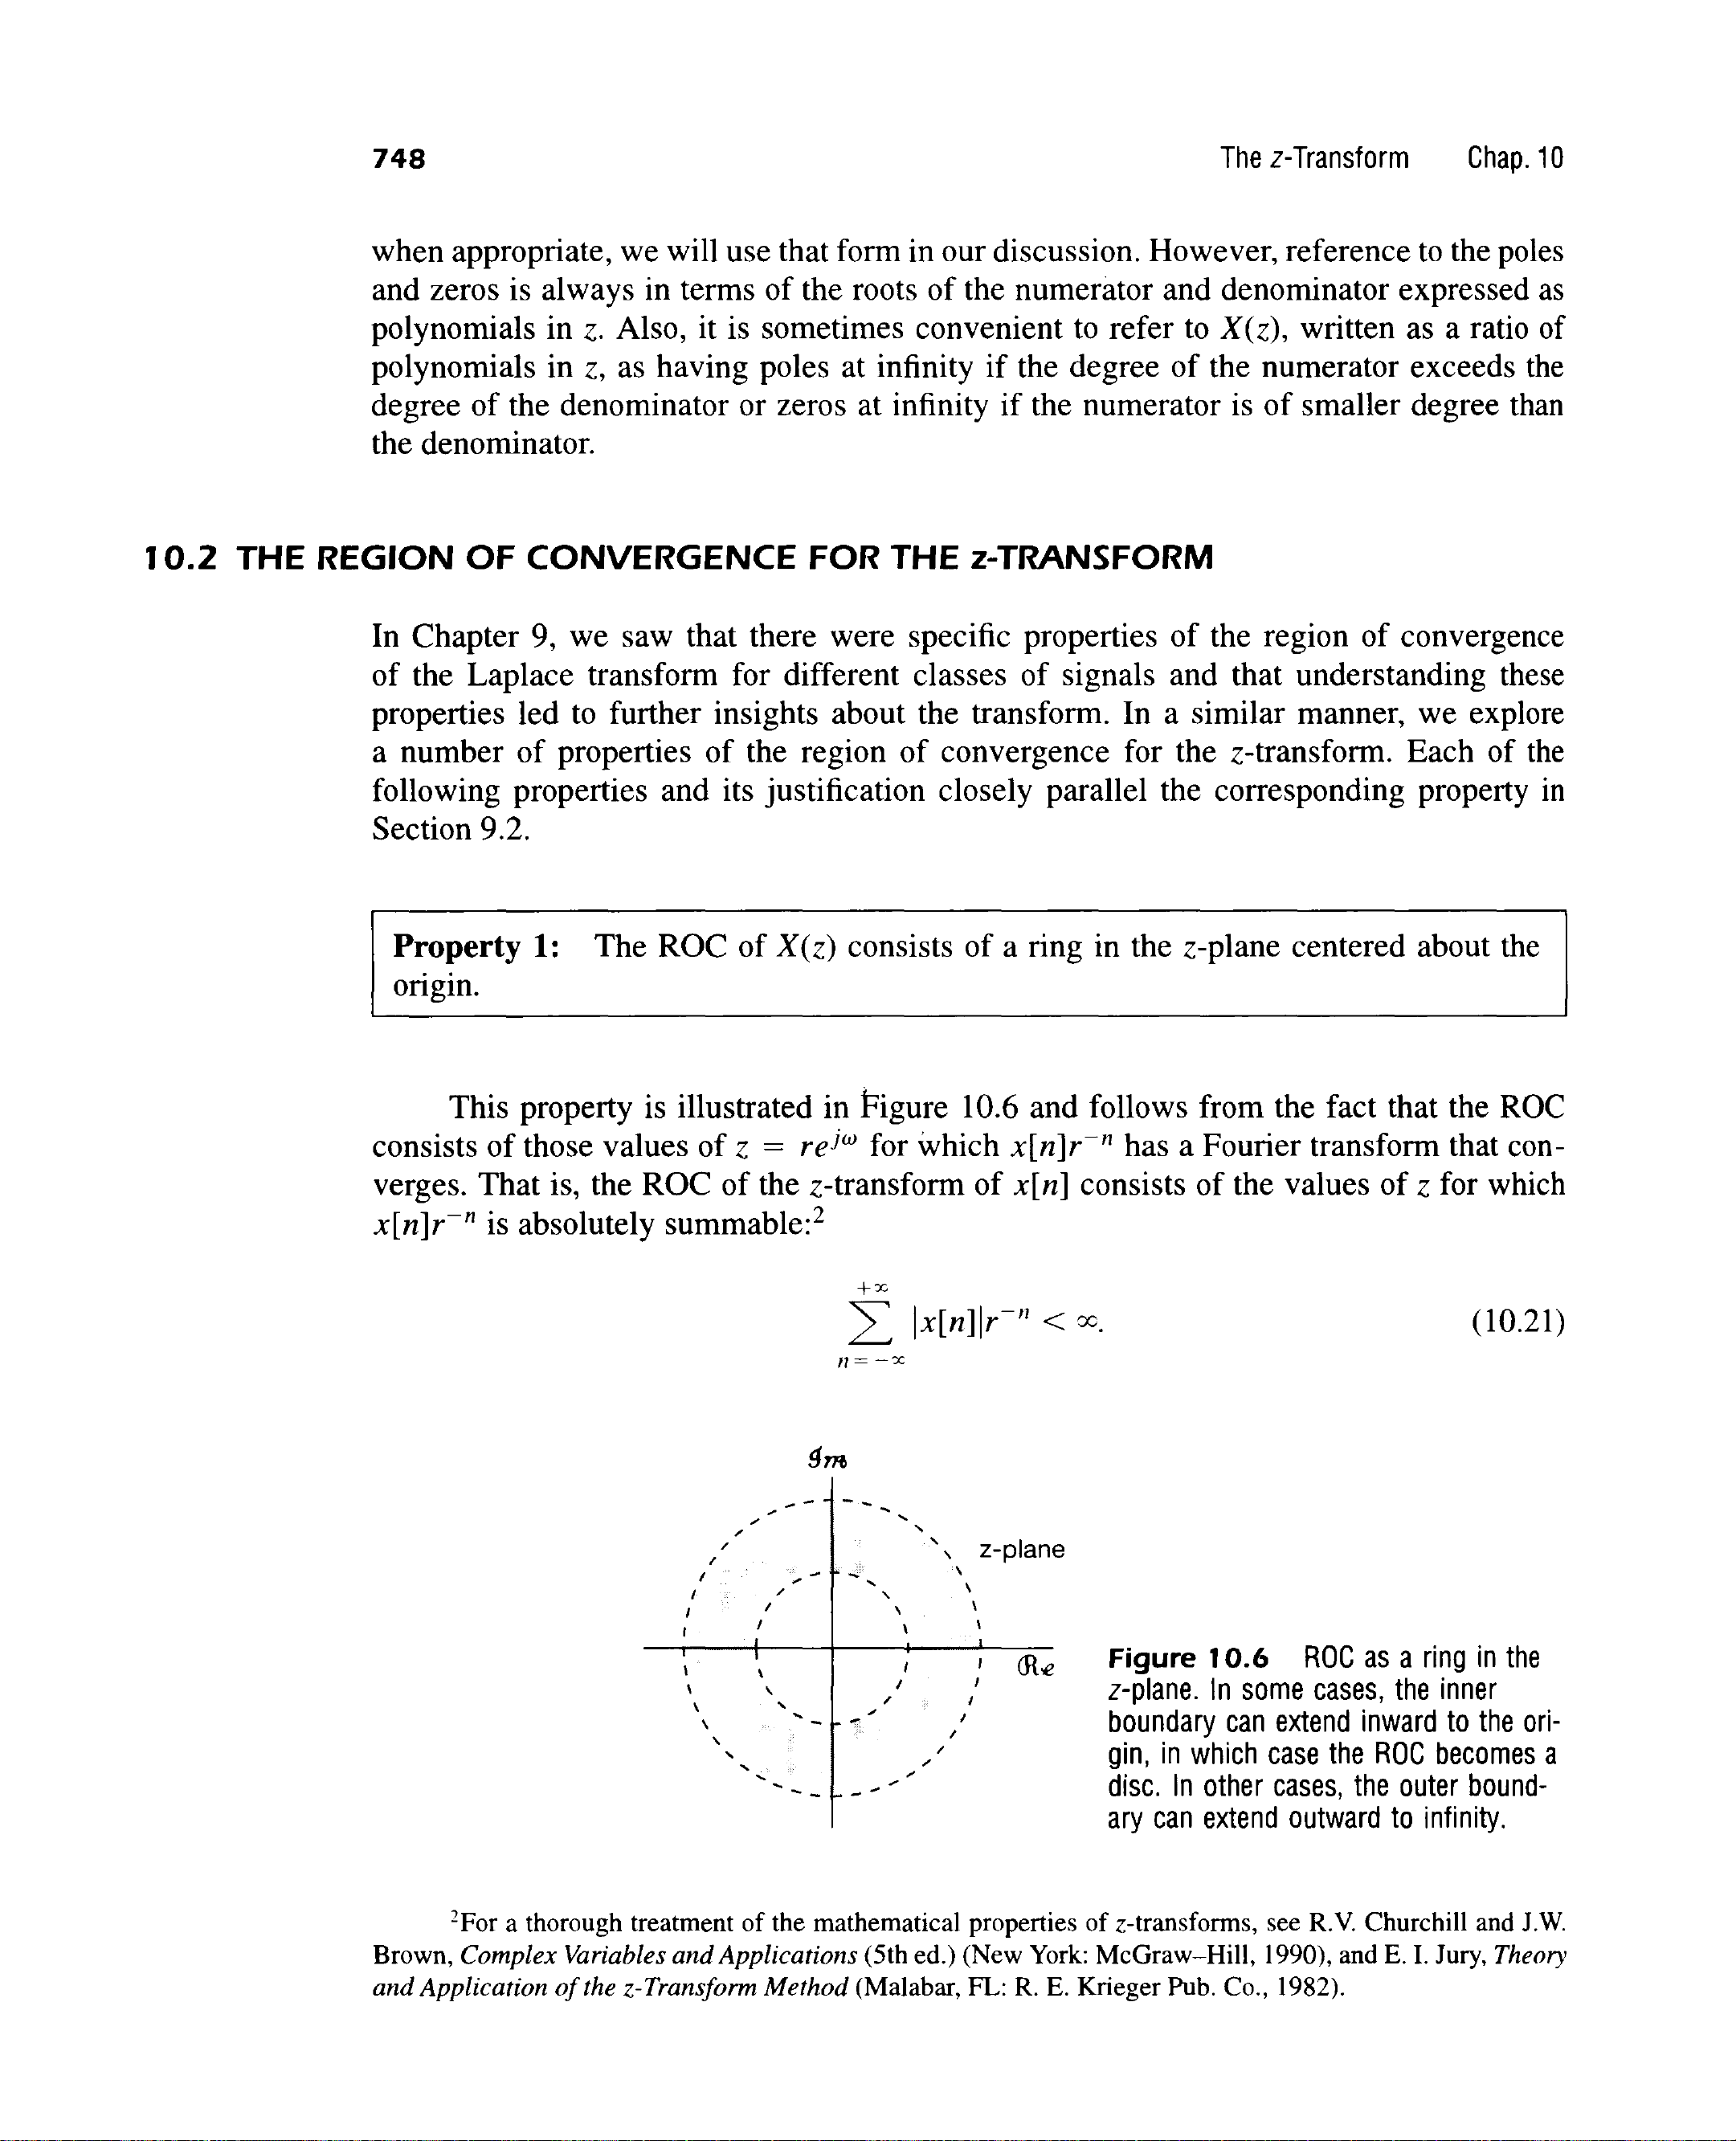 748 The z-Transform Chap. 10
when appropriate, we will use that form in our discussion. However, reference to the poles
and zeros is always in terms of the roots of the numerator and denominator expressed as
polynomials in z. Also, it is sometimes convenient to refer to X(z), written as a ratio of
polynomials in z, as having poles at infinity if the degree of the numerator exceeds the
degree of the denominator or zeros at infinity if the numerator is of smaller degree than
the denominator.
10.2 THE REGION OF CONVERGENCE FOR THE z-TRANSFORM
In Chapter 9, we saw that there were specific properties of the region of convergence
of the Laplace transform for different classes of signals and that understanding these
properties led to further insights about the transform. In a similar manner, we explore
a number of properties of the region of convergence for the z-transform. Each of the
following properties and its justification closely parallel the corresponding property in
Section 9.2.
Property 1: The ROC of X(z) consists of a ring in the z-plane centered about the
origin.
This property is illustrated in Figure 10.6 and follows from the fact that the ROC
consists of those values of z = re^{jω} for which x[n]r^{−n} has a Fourier transform that con-
verges. That is, the ROC of the z-transform of x[n] consists of the values of z for which
x[n]r^{−n} is absolutely summable:²
+∞
∑ |x[n]|r^{−n} < ∞. (10.21)
n = −∞
𝓘m
z-plane
ℛe
Figure 10.6 ROC as a ring in the
z-plane. In some cases, the inner
boundary can extend inward to the ori-
gin, in which case the ROC becomes a
disc. In other cases, the outer bound-
ary can extend outward to infinity.
²For a thorough treatment of the mathematical properties of z-transforms, see R.V. Churchill and J.W.
Brown, Complex Variables and Applications (5th ed.) (New York: McGraw–Hill, 1990), and E. I. Jury, Theory
and Application of the z-Transform Method (Malabar, FL: R. E. Krieger Pub. Co., 1982).